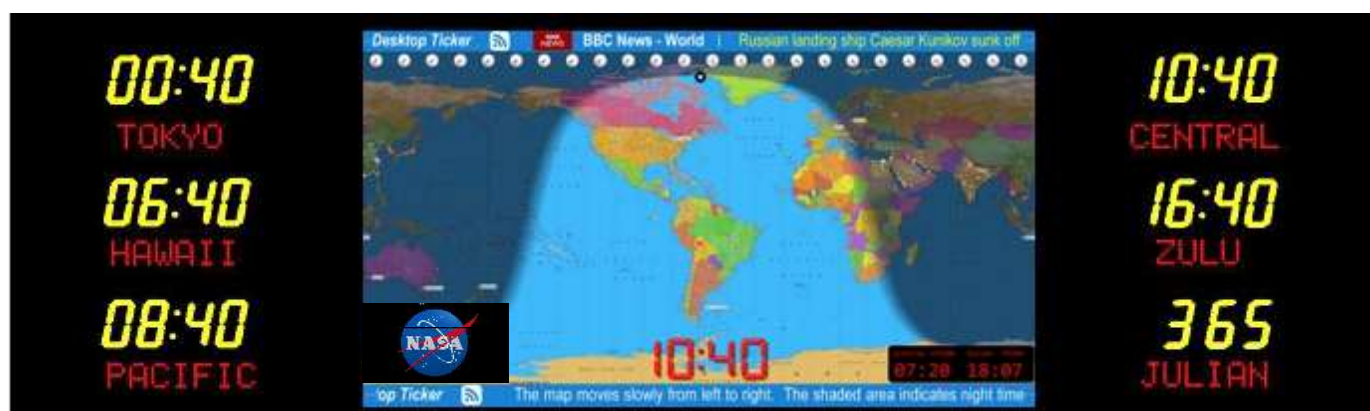 00:40
TOKYO
06:40
HAWAII
08:40
PACIFIC
Desktop Ticker NEWS BBC News - World | Russian landing ship Caesar Kunikov sunk off
NASA
10:40
07:20 18:07
'op Ticker The map moves slowly from left to right. The shaded area indicates night time
10:40
CENTRAL
16:40
ZULU
365
JULIAN